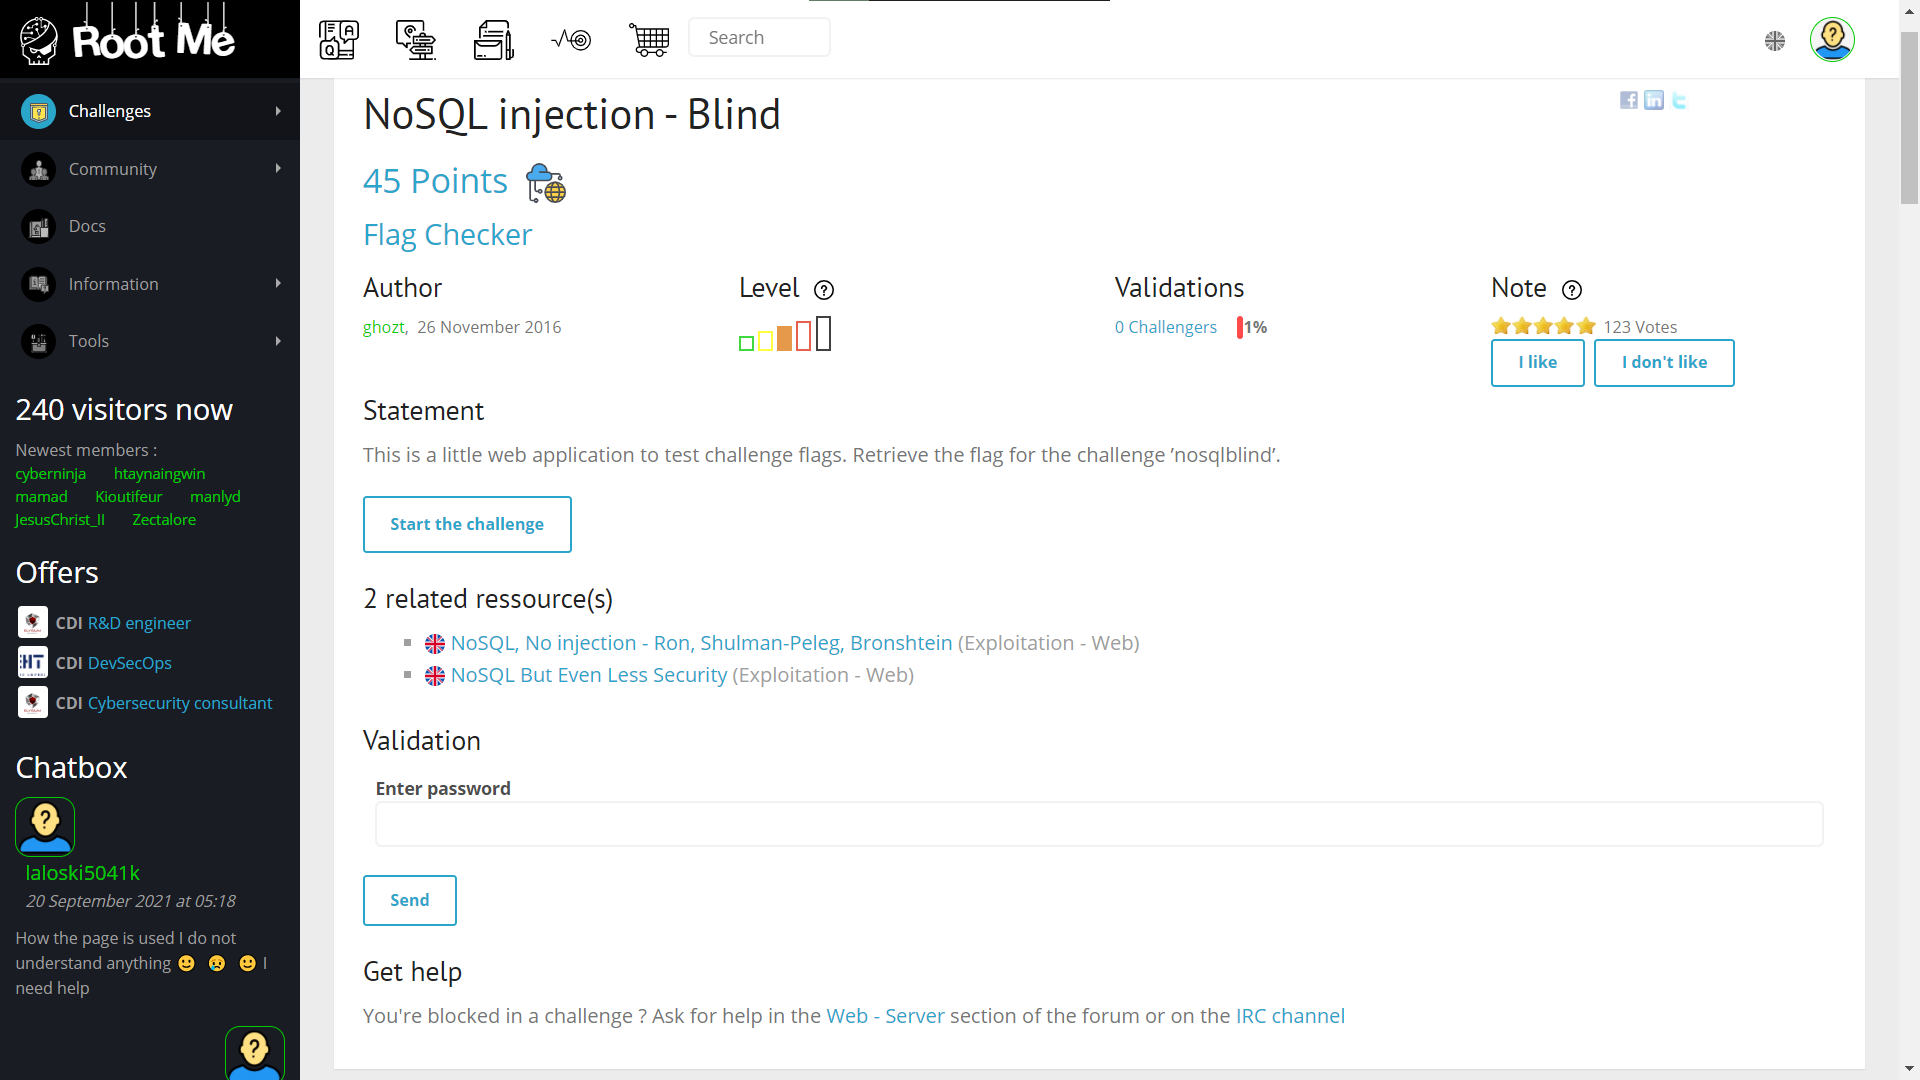 Root Me
Search
Challenges
Community
Docs
Information
Tools
240 visitors now
Newest members :
cyberninja htaynaingwin
mamad Kioutifeur manlyd
JesusChrist_II Zectalore
Offers
CDI R&D engineer
CDI DevSecOps
CDI Cybersecurity consultant
Chatbox
laloski5041k
20 September 2021 at 05:18
How the page is used I do not
understand anything I
need help
NoSQL injection - Blind
45 Points
Flag Checker
Author
ghozt, 26 November 2016
Level
Validations
0 Challengers 1%
Note
123 Votes
I like I don't like
Statement
This is a little web application to test challenge flags. Retrieve the flag for the challenge ’nosqlblind’.
Start the challenge
2 related ressource(s)
NoSQL, No injection - Ron, Shulman-Peleg, Bronshtein (Exploitation - Web)
NoSQL But Even Less Security (Exploitation - Web)
Validation
Enter password
Send
Get help
You're blocked in a challenge ? Ask for help in the Web - Server section of the forum or on the IRC channel